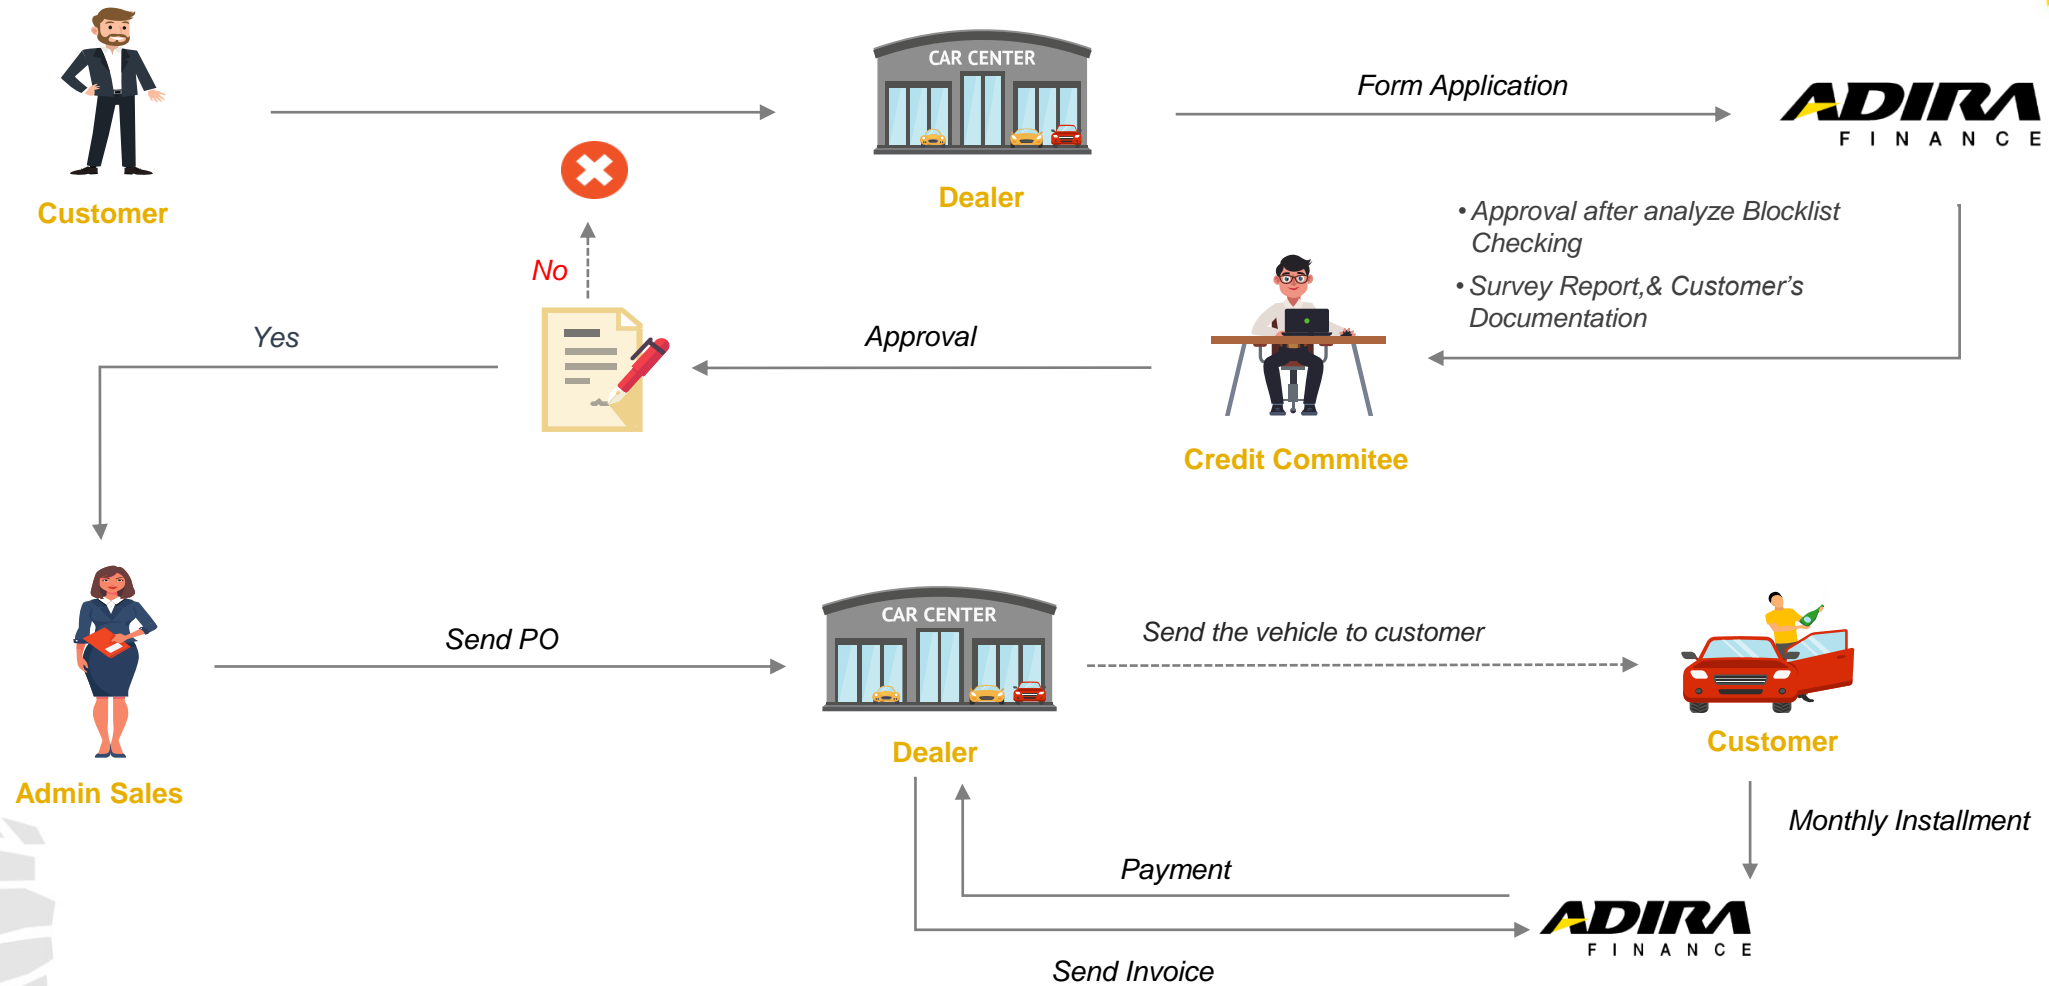 CAR CENTER
Form Application
ADIRA
FINANCE
Customer
Dealer
• Approval after analyze Blocklist
Checking
• Survey Report,& Customer’s
Documentation
No
Yes
Approval
Credit Commitee
CAR CENTER
Send PO
Send the vehicle to customer
Admin Sales
Dealer
Customer
Monthly Installment
Payment
ADIRA
FINANCE
Send Invoice